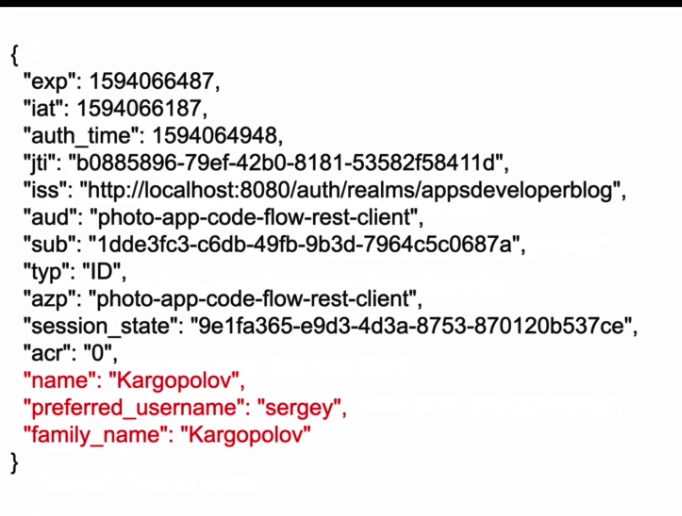 {
"exp": 1594066487,
"iat": 1594066187,
"auth_time": 1594064948,
"jti": "b0885896-79ef-42b0-8181-53582f58411d",
"iss": "http://localhost:8080/auth/realms/appsdeveloperblog",
"aud": "photo-app-code-flow-rest-client",
"sub": "1dde3fc3-c6db-49fb-9b3d-7964c5c0687a",
"typ": "ID",
"azp": "photo-app-code-flow-rest-client",
"session_state": "9e1fa365-e9d3-4d3a-8753-870120b537ce",
"acr": "0",
"name": "Kargopolov",
"preferred_username": "sergey",
"family_name": "Kargopolov"
}